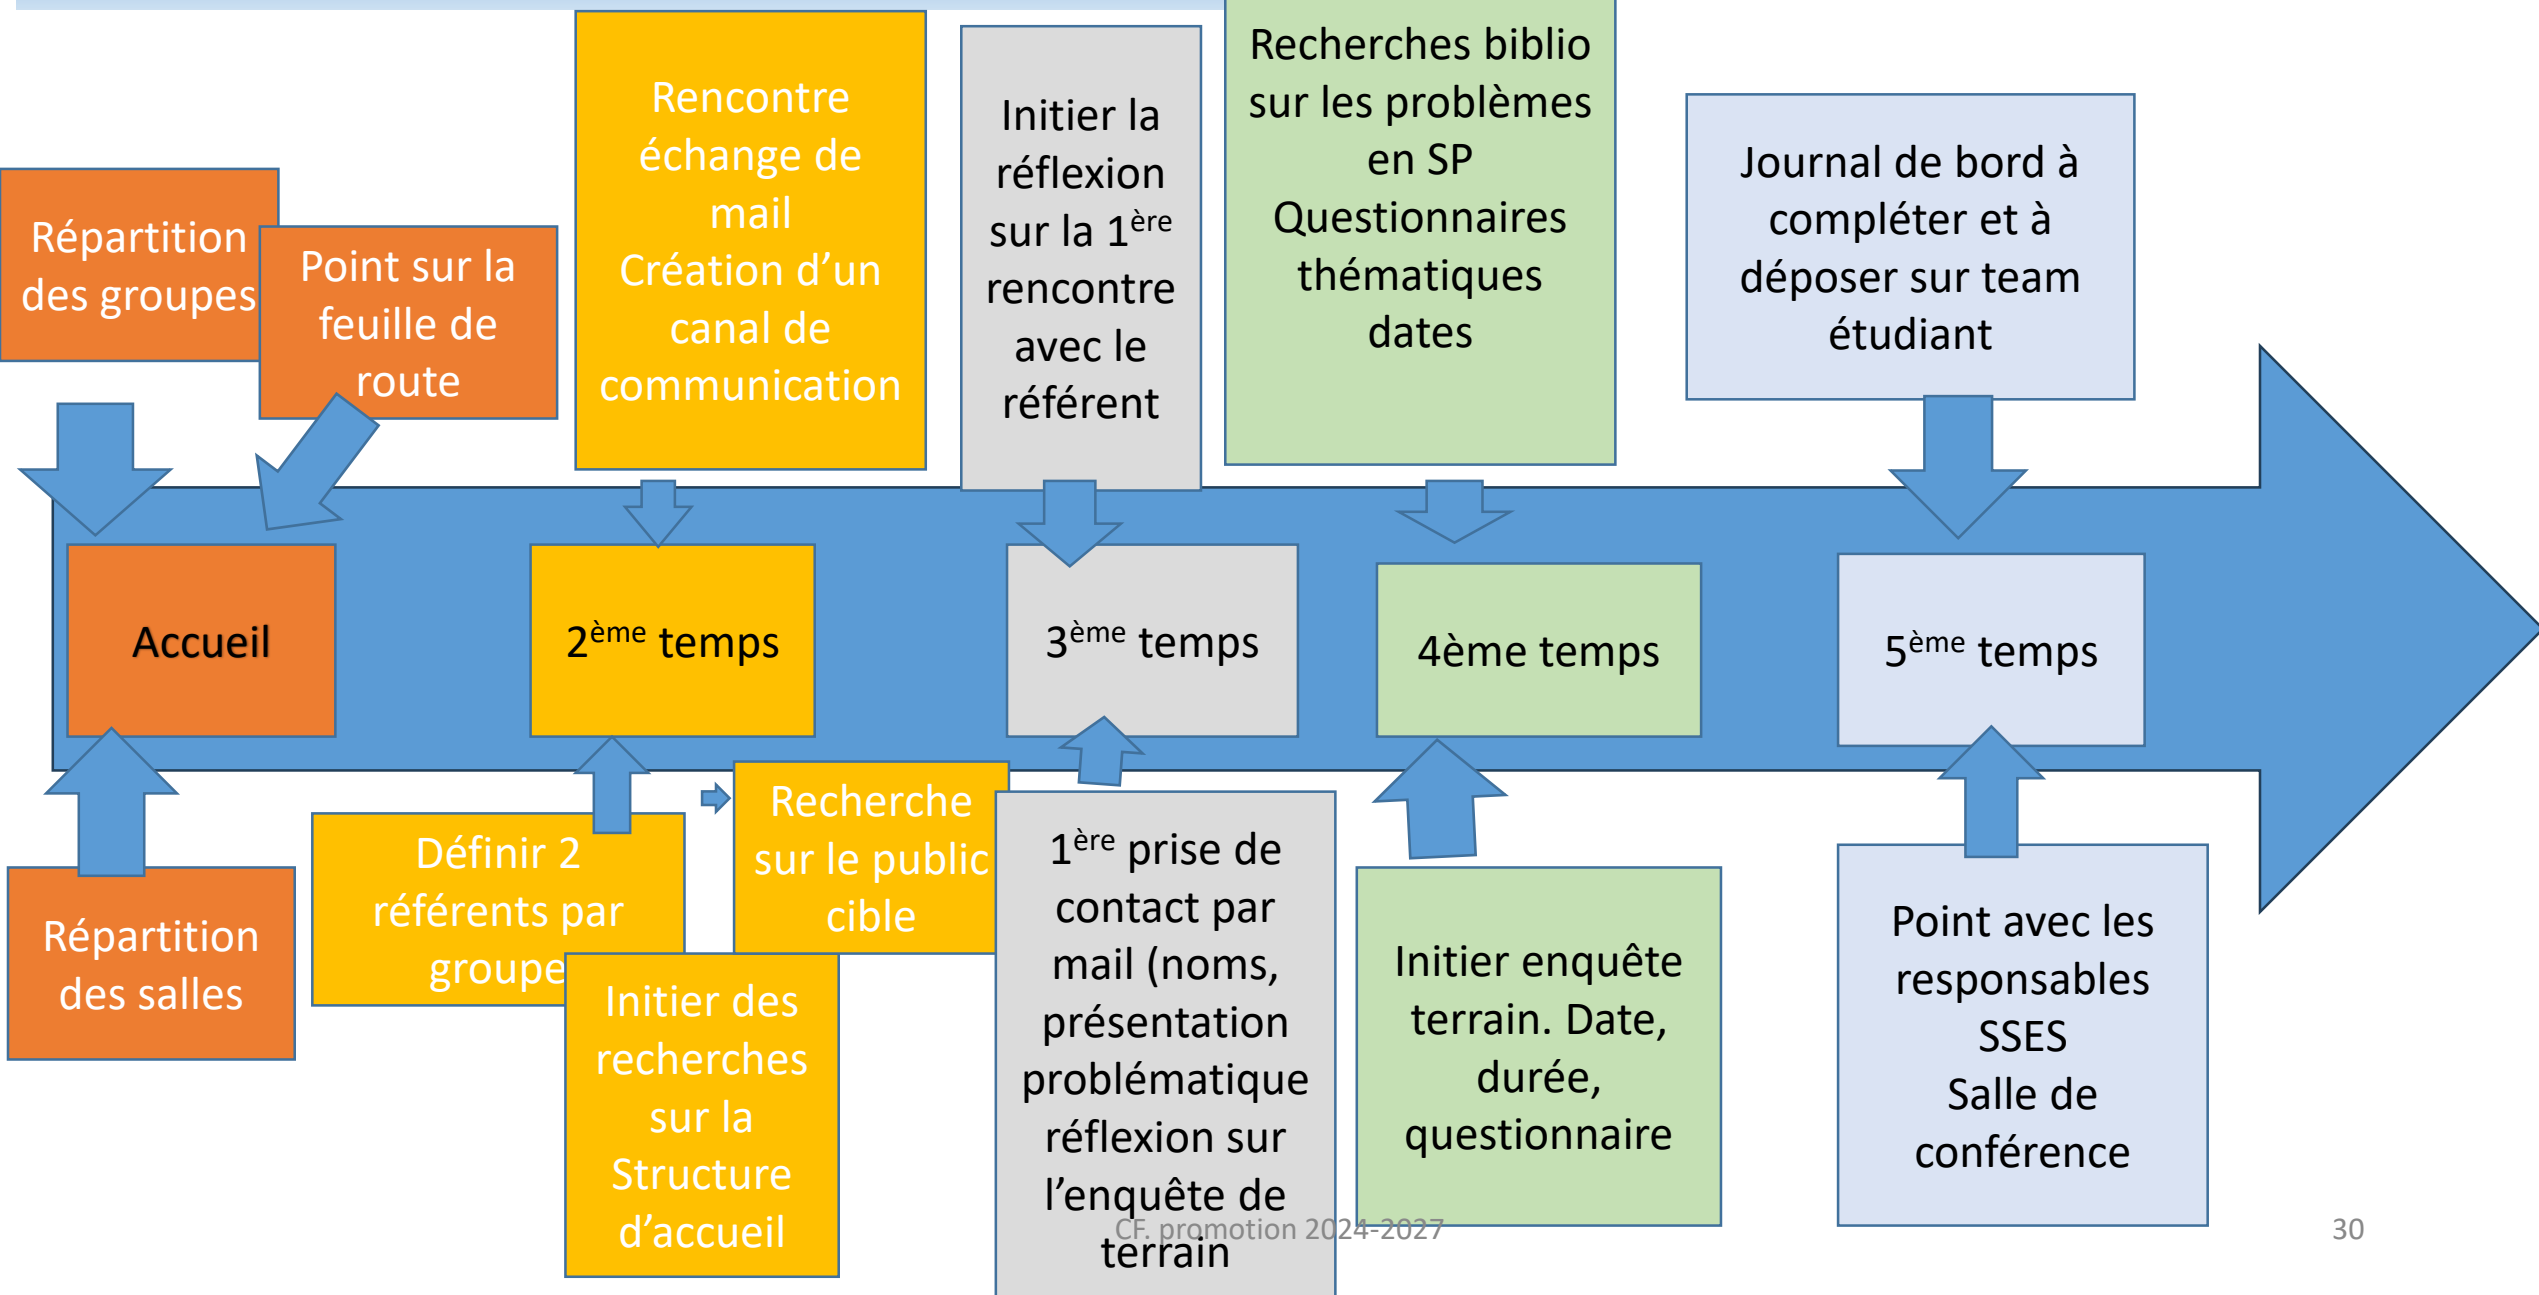 Répartition
des groupes
Point sur la
feuille de
route
Rencontre
échange de
mail
Création d’un
canal de
communication
Initier la
réflexion
sur la 1ère
rencontre
avec le
référent
Recherches biblio
sur les problèmes
en SP
Questionnaires
thématiques
dates
Journal de bord à
compléter et à
déposer sur team
étudiant
Accueil
2ème temps
3ème temps
4ème temps
5ème temps
Répartition
des salles
Définir 2
référents par
groupe
Initier des
recherches
sur la
Structure
d’accueil
Recherche
sur le public
cible
1ère prise de
contact par
mail (noms,
présentation
problématique
réflexion sur
l’enquête de
terrain
Initier enquête
terrain. Date,
durée,
questionnaire
Point avec les
responsables
SSES
Salle de
conférence
CF. promotion 2024-2027
30